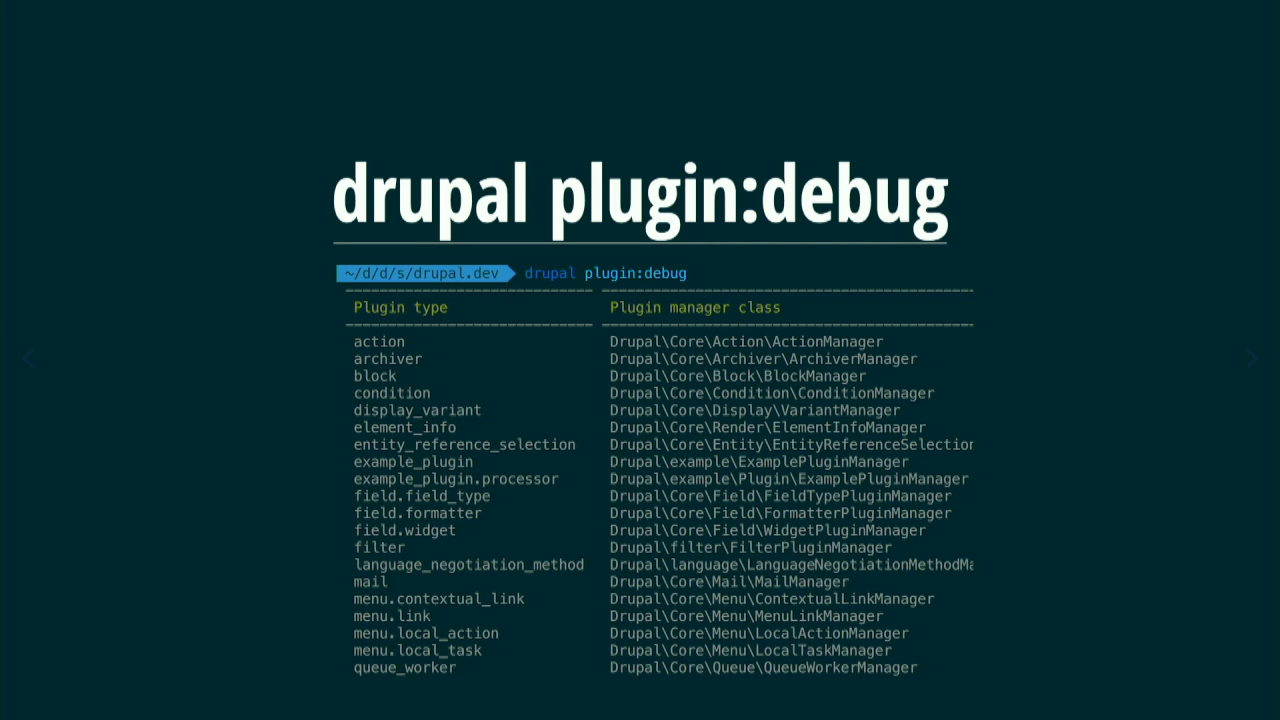 drupal plugin:debug
~/d/d/s/drupal.dev drupal plugin:debug
Plugin type Plugin manager class
action Drupal\Core\Action\ActionManager
archiver Drupal\Core\Archiver\ArchiverManager
block Drupal\Core\Block\BlockManager
condition Drupal\Core\Condition\ConditionManager
display_variant Drupal\Core\Display\VariantManager
element_info Drupal\Core\Render\ElementInfoManager
entity_reference_selection Drupal\Core\Entity\EntityReferenceSelection
example_plugin Drupal\example\ExamplePluginManager
example_plugin.processor Drupal\example\Plugin\ExamplePluginManager
field.field_type Drupal\Core\Field\FieldTypePluginManager
field.formatter Drupal\Core\Field\FormatterPluginManager
field.widget Drupal\Core\Field\WidgetPluginManager
filter Drupal\filter\FilterPluginManager
language_negotiation_method Drupal\language\LanguageNegotiationMethodMa
mail Drupal\Core\Mail\MailManager
menu.contextual_link Drupal\Core\Menu\ContextualLinkManager
menu.link Drupal\Core\Menu\MenuLinkManager
menu.local_action Drupal\Core\Menu\LocalActionManager
menu.local_task Drupal\Core\Menu\LocalTaskManager
queue_worker Drupal\Core\Queue\QueueWorkerManager